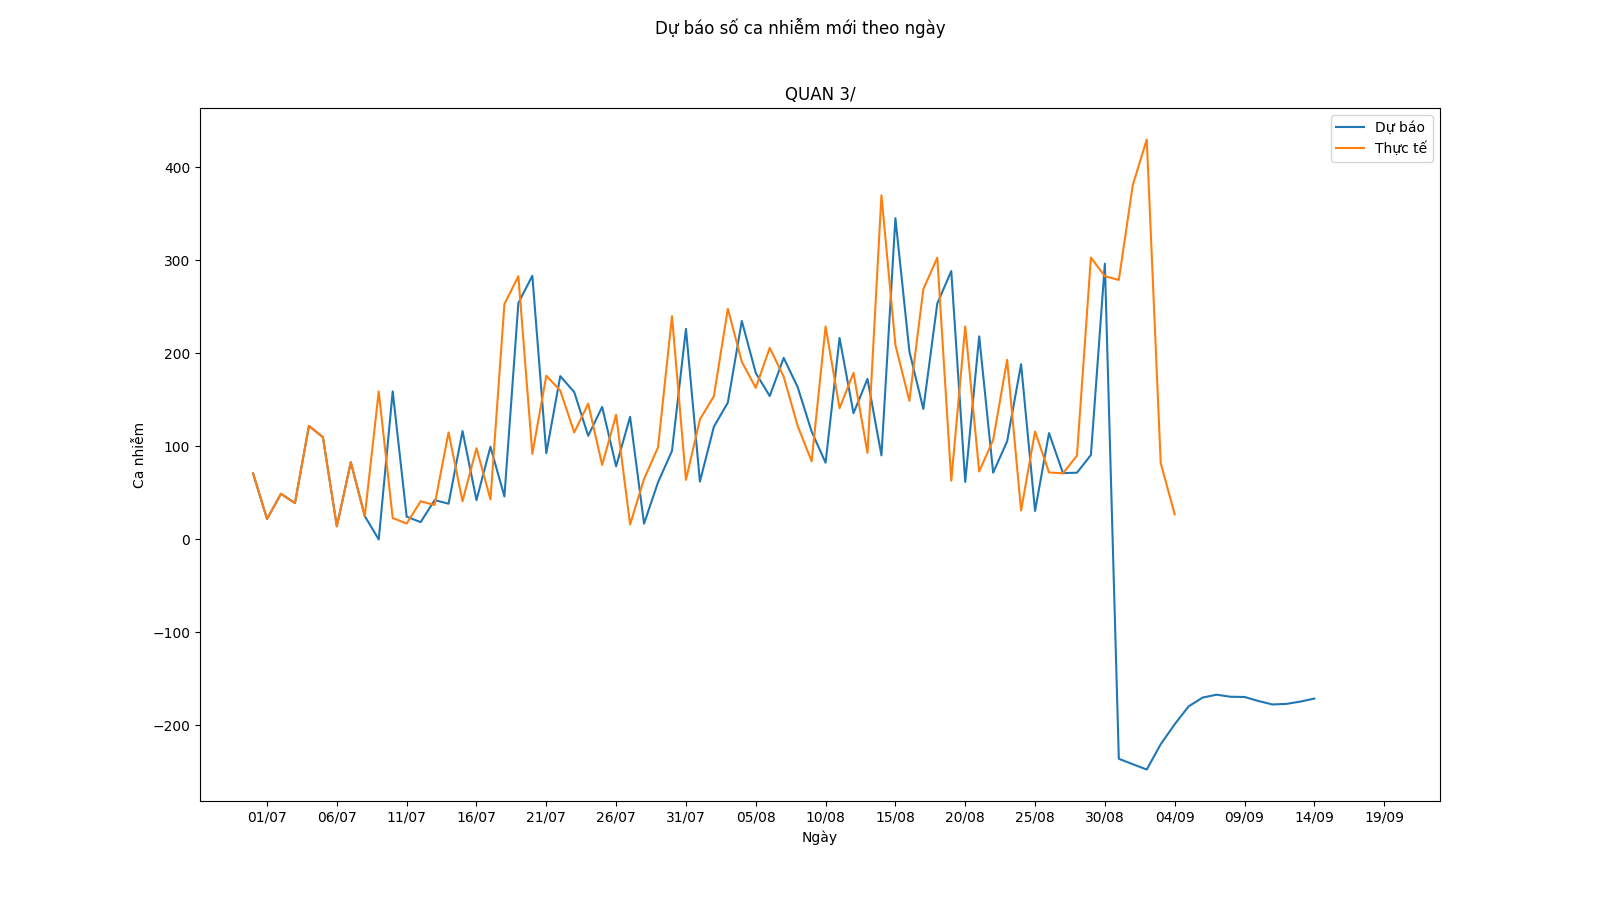 Dự báo số ca nhiễm mới theo ngày
QUAN 3/
Dự báo
Thực tế
Ca nhiễm
400
300
200
100
0
−100
−200
01/07 06/07 11/07 16/07 21/07 26/07 31/07 05/08 10/08 15/08 20/08 25/08 30/08 04/09 09/09 14/09 19/09
Ngày